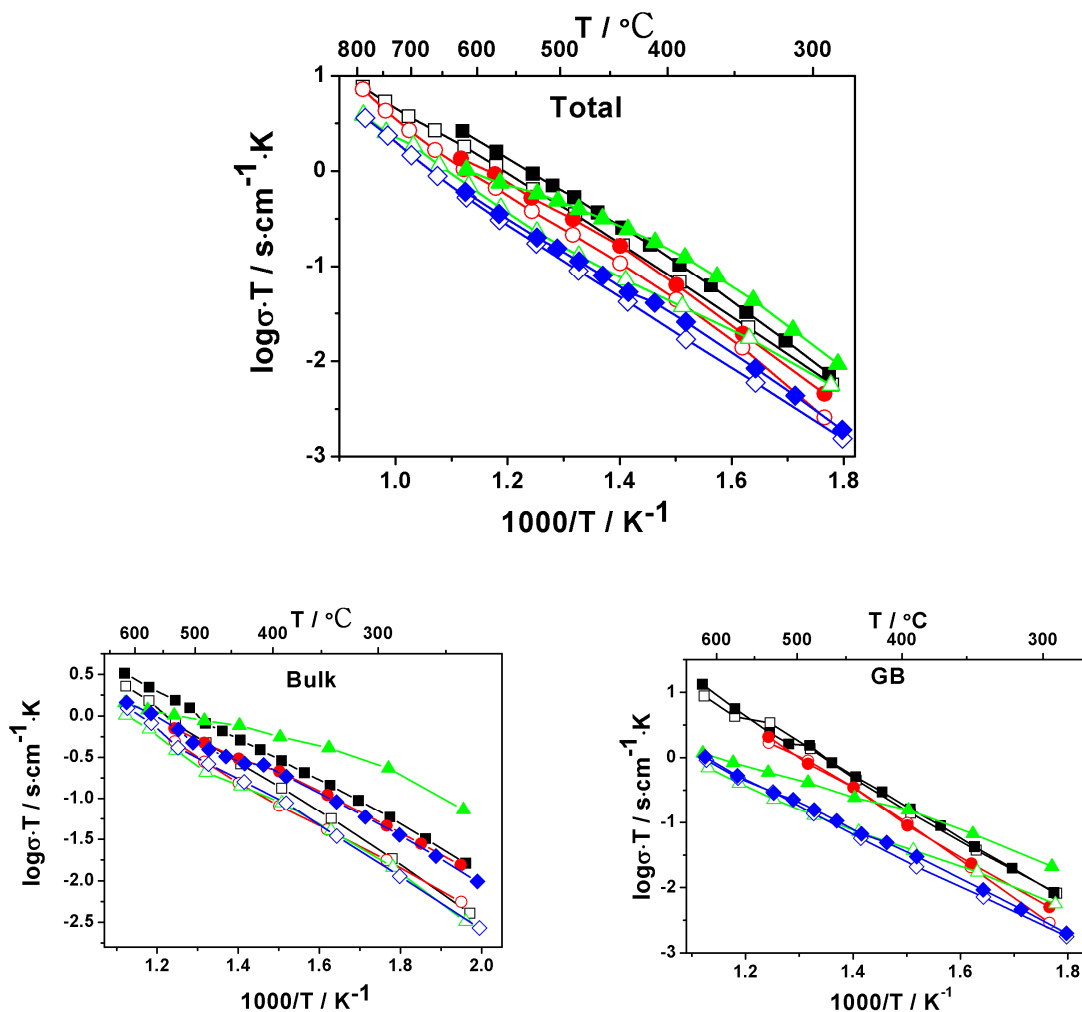 T / °C
800 700 600 500 400 300
Total
logσ·T / s·cm⁻¹·K
1
0
-1
-2
-3
1.0 1.2 1.4 1.6 1.8
1000/T / K⁻¹
T / °C
600 500 400 300
Bulk
logσ·T / s·cm⁻¹·K
0.5
0.0
-0.5
-1.0
-1.5
-2.0
-2.5
1.2 1.4 1.6 1.8 2.0
1000/T / K⁻¹
T / °C
600 500 400 300
GB
logσ·T / s·cm⁻¹·K
1
0
-1
-2
-3
1.2 1.4 1.6 1.8
1000/T / K⁻¹